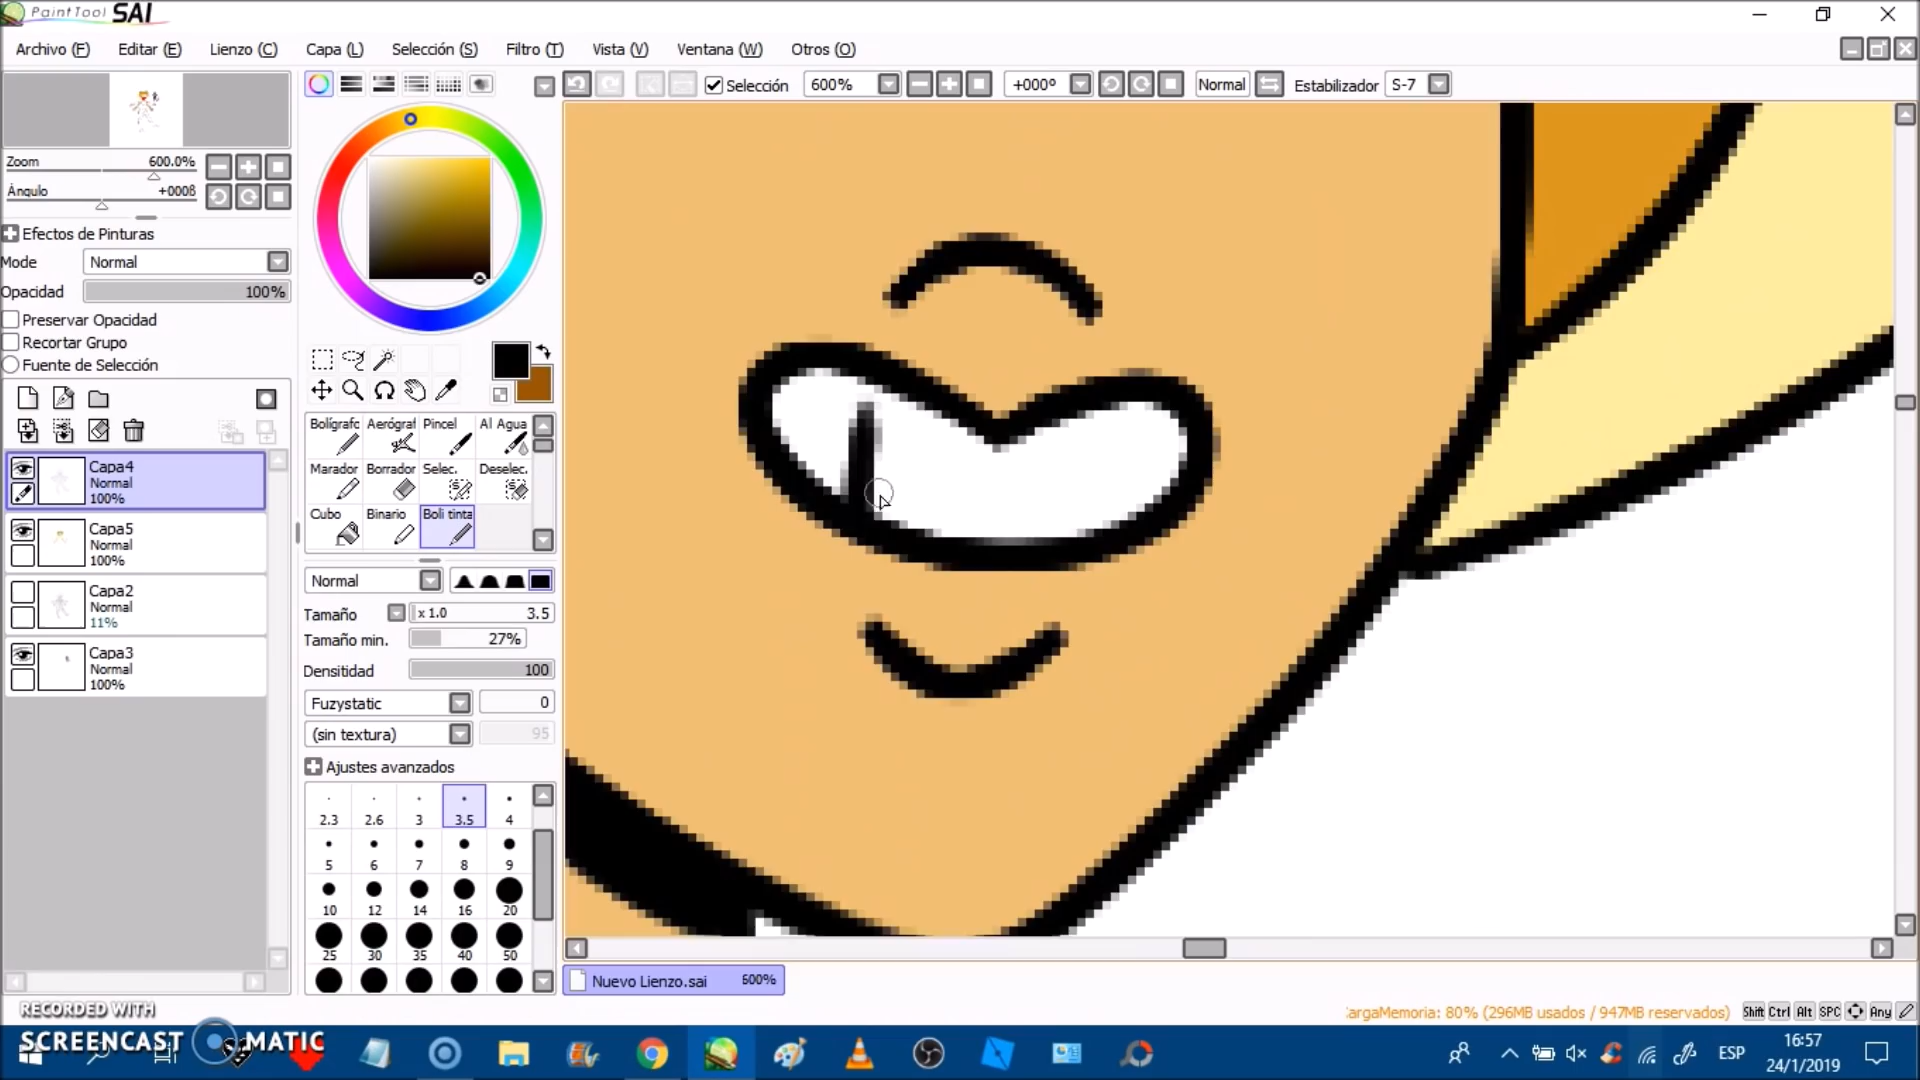 PaintTool SAI
Archivo (F) Editar (E) Lienzo (C) Capa (L) Selección (S) Filtro (T) Vista (V) Ventana (W) Otros (O)
Selección 600% +000º Normal Estabilizador S-7
Zoom 600.0%
Ángulo +000ß
Efectos de Pinturas
Mode Normal
Opacidad 100%
Preservar Opacidad
Recortar Grupo
Fuente de Selección
Capa4
Normal
100%
Capa5
Normal
100%
Capa2
Normal
11%
Capa3
Normal
100%
Bolígrafo Aerógraf Pincel Al Agua
Marador Borrador Selec. Deselec.
Cubo Binario Boli tinta
Normal
Tamaño x 1.0 3.5
Tamaño min. 27%
Densitidad 100
Fuzystatic 0
(sin textura) 95
Ajustes avanzados
2.3 2.6 3 3.5 4
5 6 7 8 9
10 12 14 16 20
25 30 35 40 50
Nuevo Lienzo.sai 600%
CargaMemoria: 80% (296MB usados / 947MB reservados) Shift Ctrl Alt SPC Any
RECORDED WITH
SCREENCAST MATIC
ESP
16:57
24/1/2019